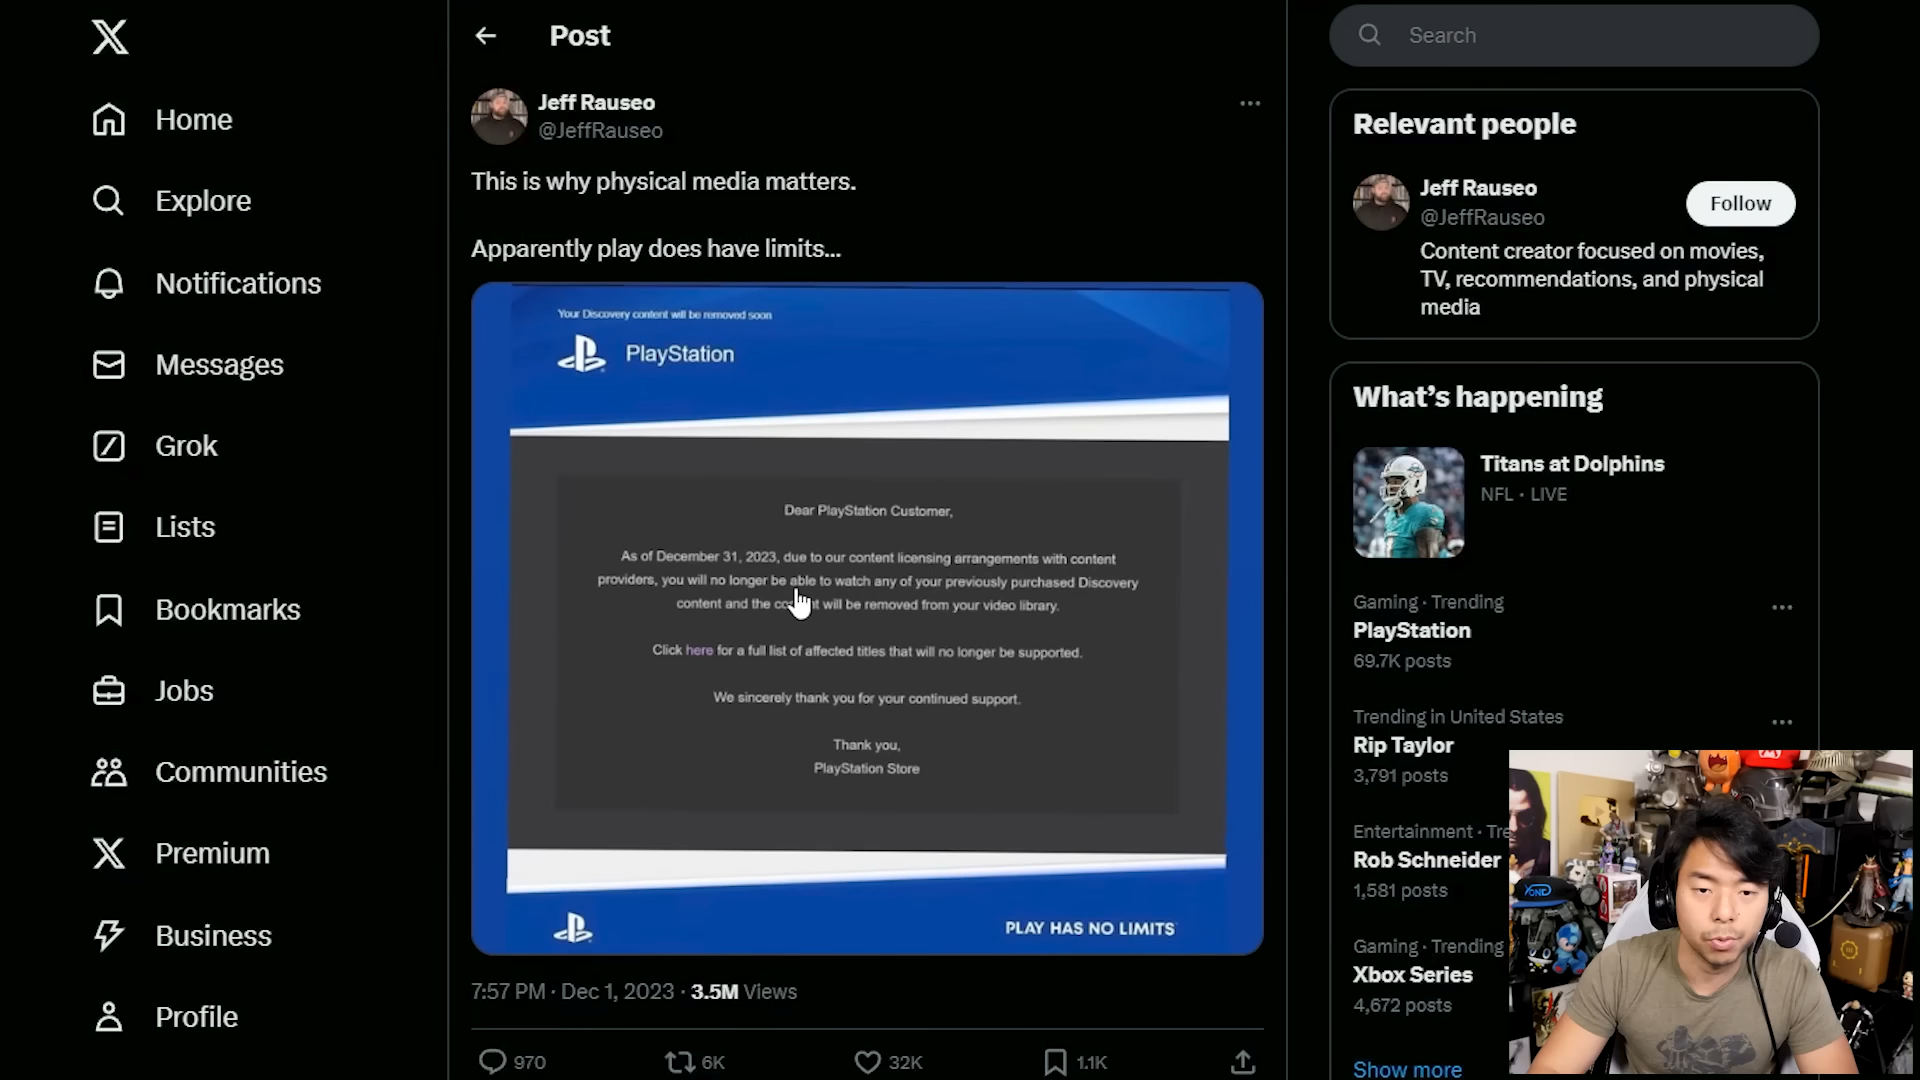 Home
Explore
Notifications
Messages
Grok
Lists
Bookmarks
Jobs
Communities
Premium
Business
Profile
Post
Jeff Rauseo
@JeffRauseo
This is why physical media matters.
Apparently play does have limits...
Your Discovery content will be removed soon
PlayStation
Dear PlayStation Customer,
As of December 31, 2023, due to our content licensing arrangements with content
providers, you will no longer be able to watch any of your previously purchased Discovery
content and the will be removed from your video library.
Click here for a full list of affected titles that will no longer be supported.
We sincerely thank you for your continued support.
Thank you,
PlayStation Store
PLAY HAS NO LIMITS
7:57 PM · Dec 1, 2023 · 3.5M Views
970 6K 32K 1.1K
Search
Relevant people
Jeff Rauseo
@JeffRauseo
Follow
Content creator focused on movies,
TV, recommendations, and physical
media
What's happening
Titans at Dolphins
NFL · LIVE
Gaming · Trending
PlayStation
69.7K posts
Trending in United States
Rip Taylor
3,791 posts
Entertainment · Tre
Rob Schneider
1,581 posts
Gaming · Trending
Xbox Series
4,672 posts
Show more